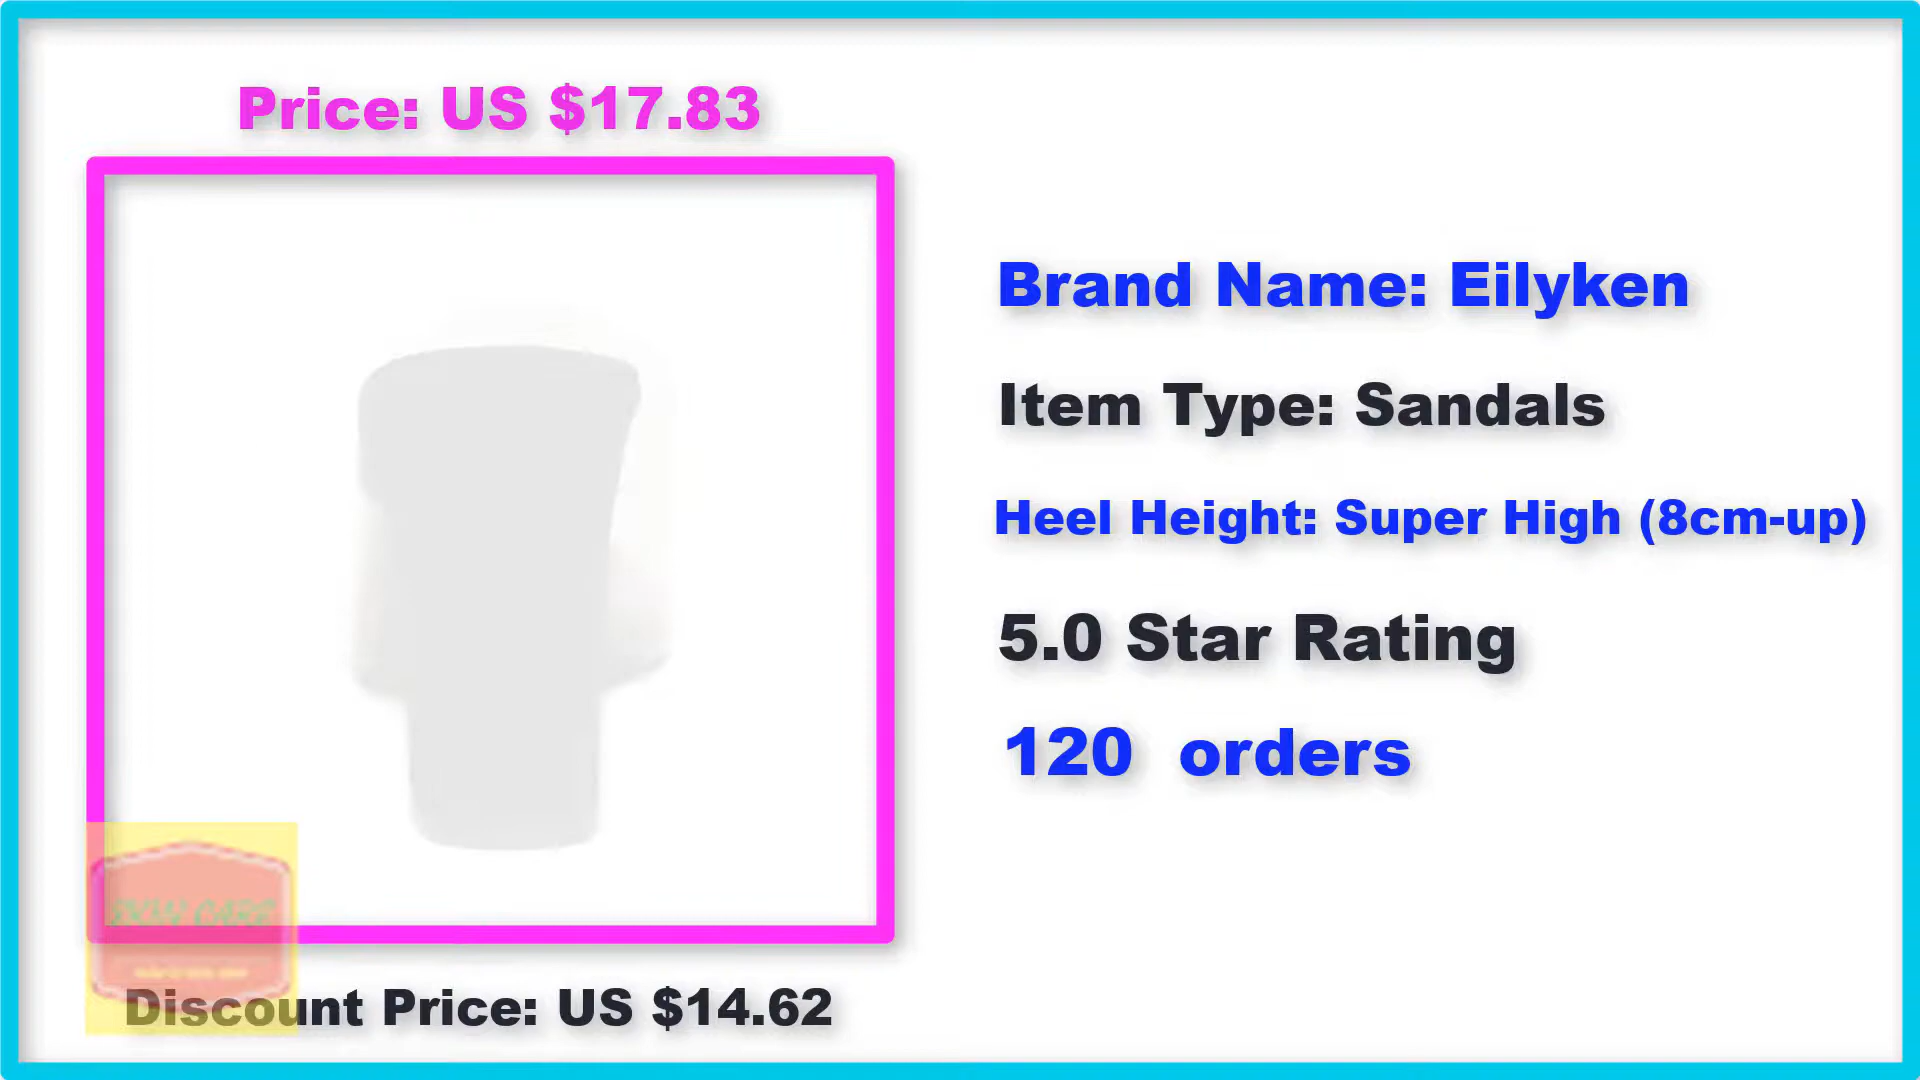 Price: US $17.83
Brand Name: Eilyken
Item Type: Sandals
Heel Height: Super High (8cm-up)
5.0 Star Rating
120 orders
CARE
Discount Price: US $14.62